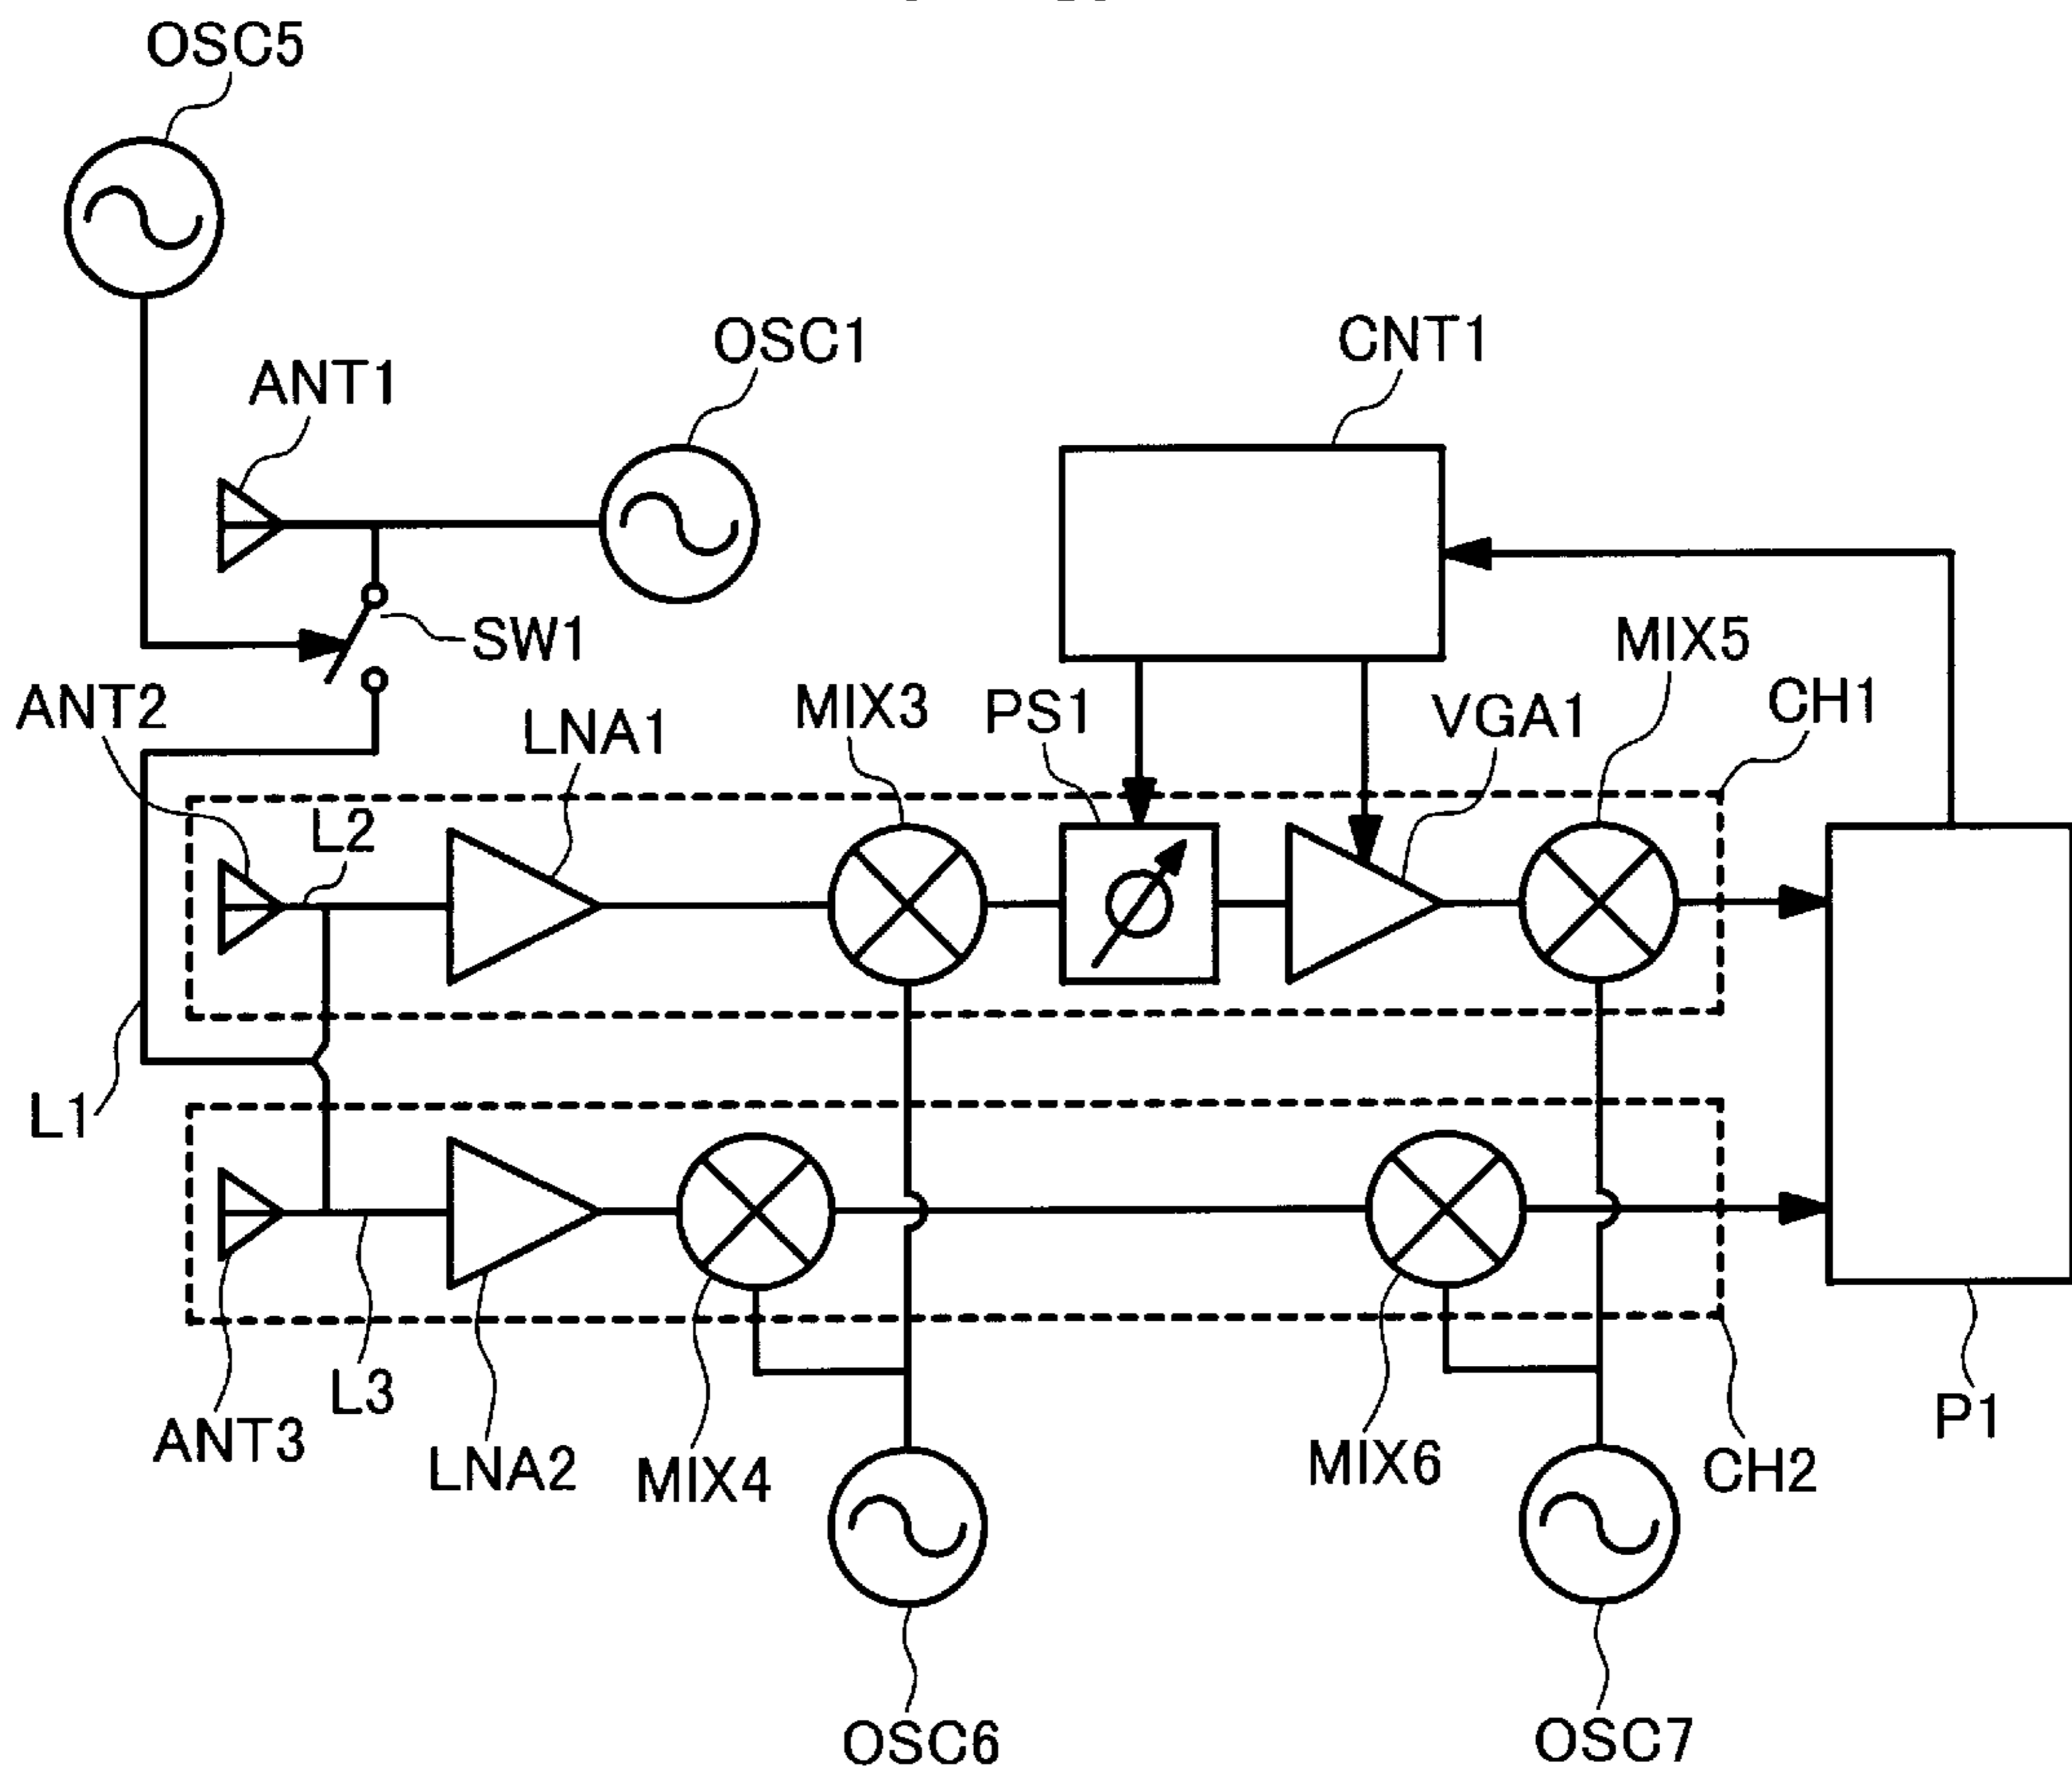 OSC5
OSC1
CNT1
ANT1
SW1
MIX5
ANT2
LNA1
MIX3
PS1
VGA1
CH1
L2
L1
L3
ANT3
LNA2
MIX4
MIX6
CH2
P1
OSC6
OSC7